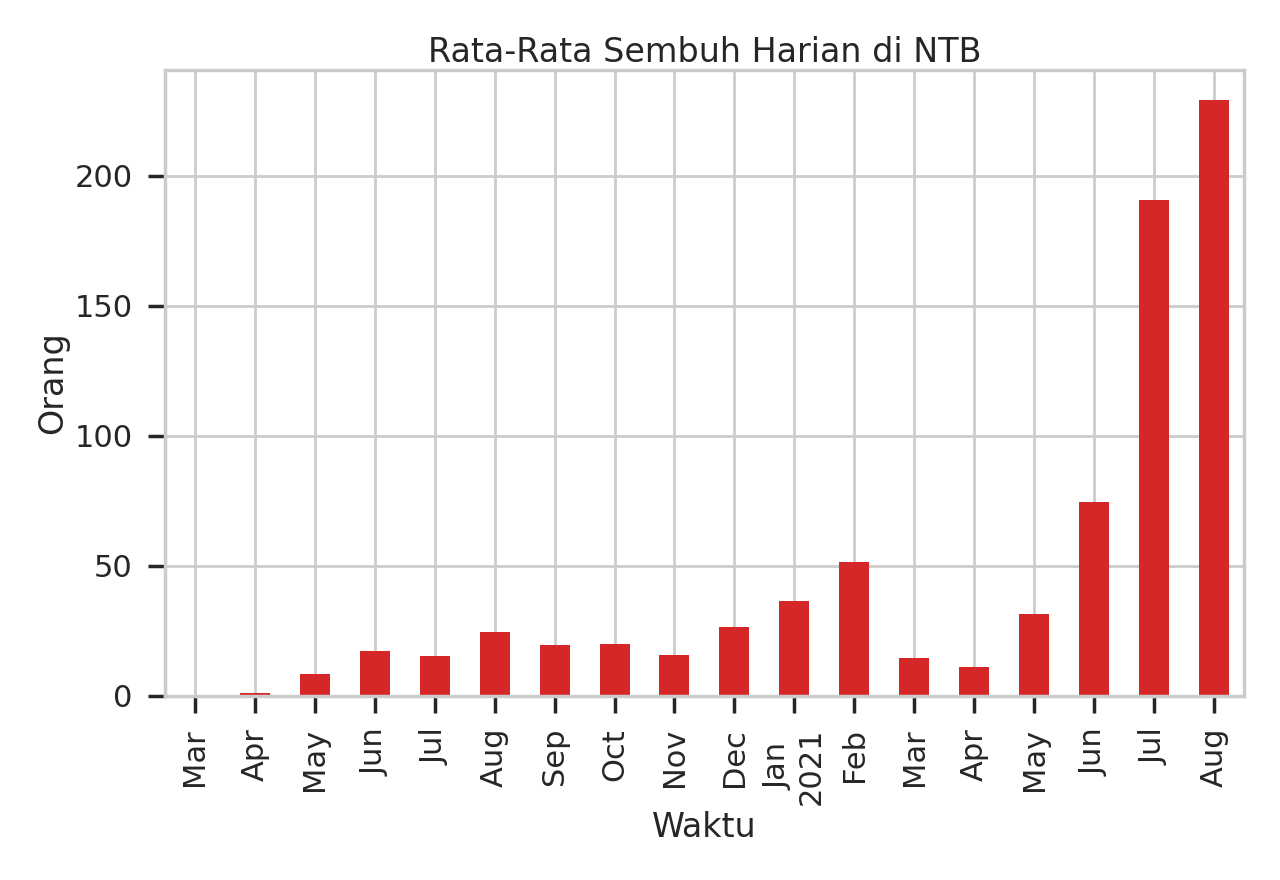 Rata-Rata Sembuh Harian di NTB
Orang
200
150
100
50
0
Mar
Apr
May
Jun
Jul
Aug
Sep
Oct
Nov
Dec
Jan
2021
Feb
Mar
Apr
May
Jun
Jul
Aug
Waktu